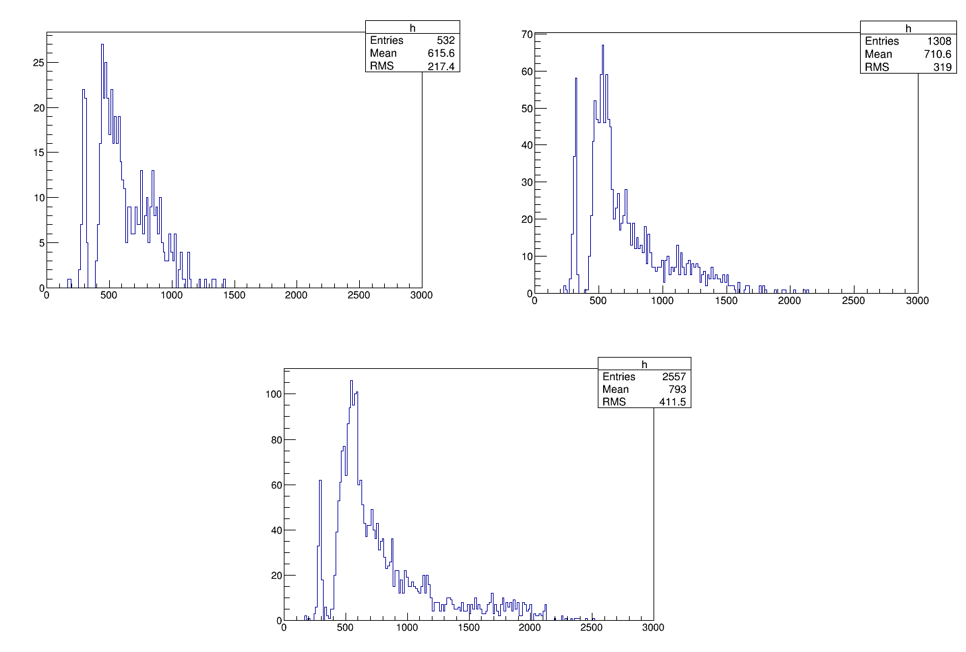 h
Entries 532
Mean 615.6
RMS 217.4
25
20
15
10
5
0
0 500 1000 1500 2000 2500 3000
h
Entries 1308
Mean 710.6
RMS 319
70
60
50
40
30
20
10
0
0 500 1000 1500 2000 2500 3000
h
Entries 2557
Mean 793
RMS 411.5
100
80
60
40
20
0
0 500 1000 1500 2000 2500 3000